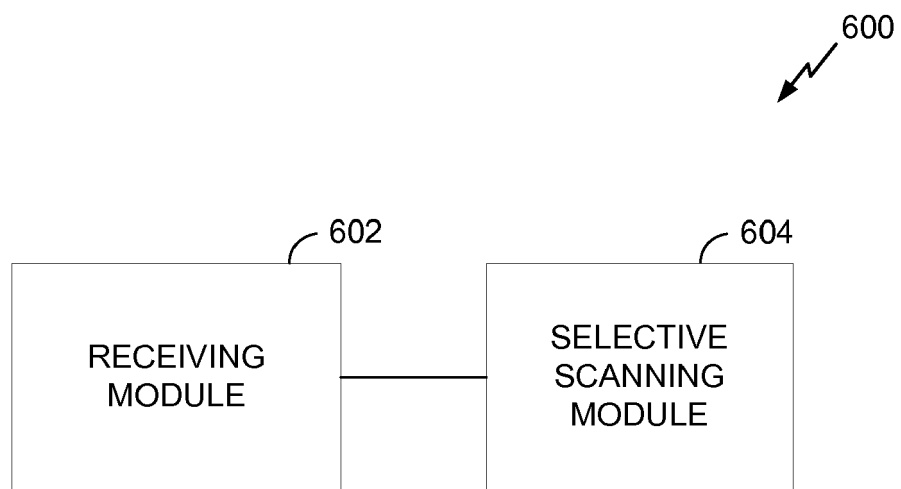 600
602
604
RECEIVING
MODULE
SELECTIVE
SCANNING
MODULE